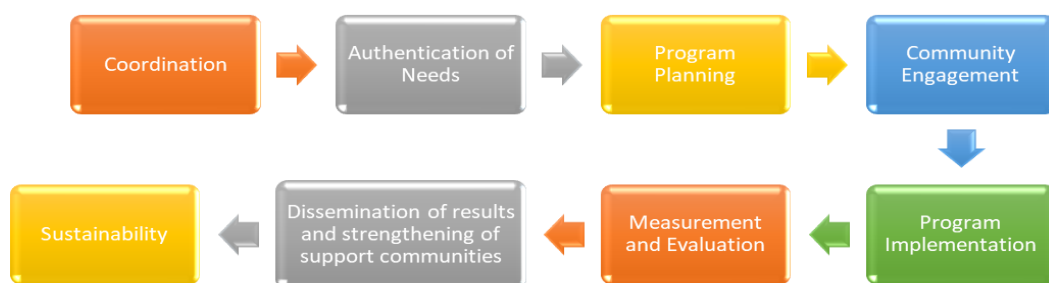 Coordination
Authentication of
Needs
Program
Planning
Community
Engagement
Program
Implementation
Measurement
and Evaluation
Dissemination of results
and strengthening of
support communities
Sustainability